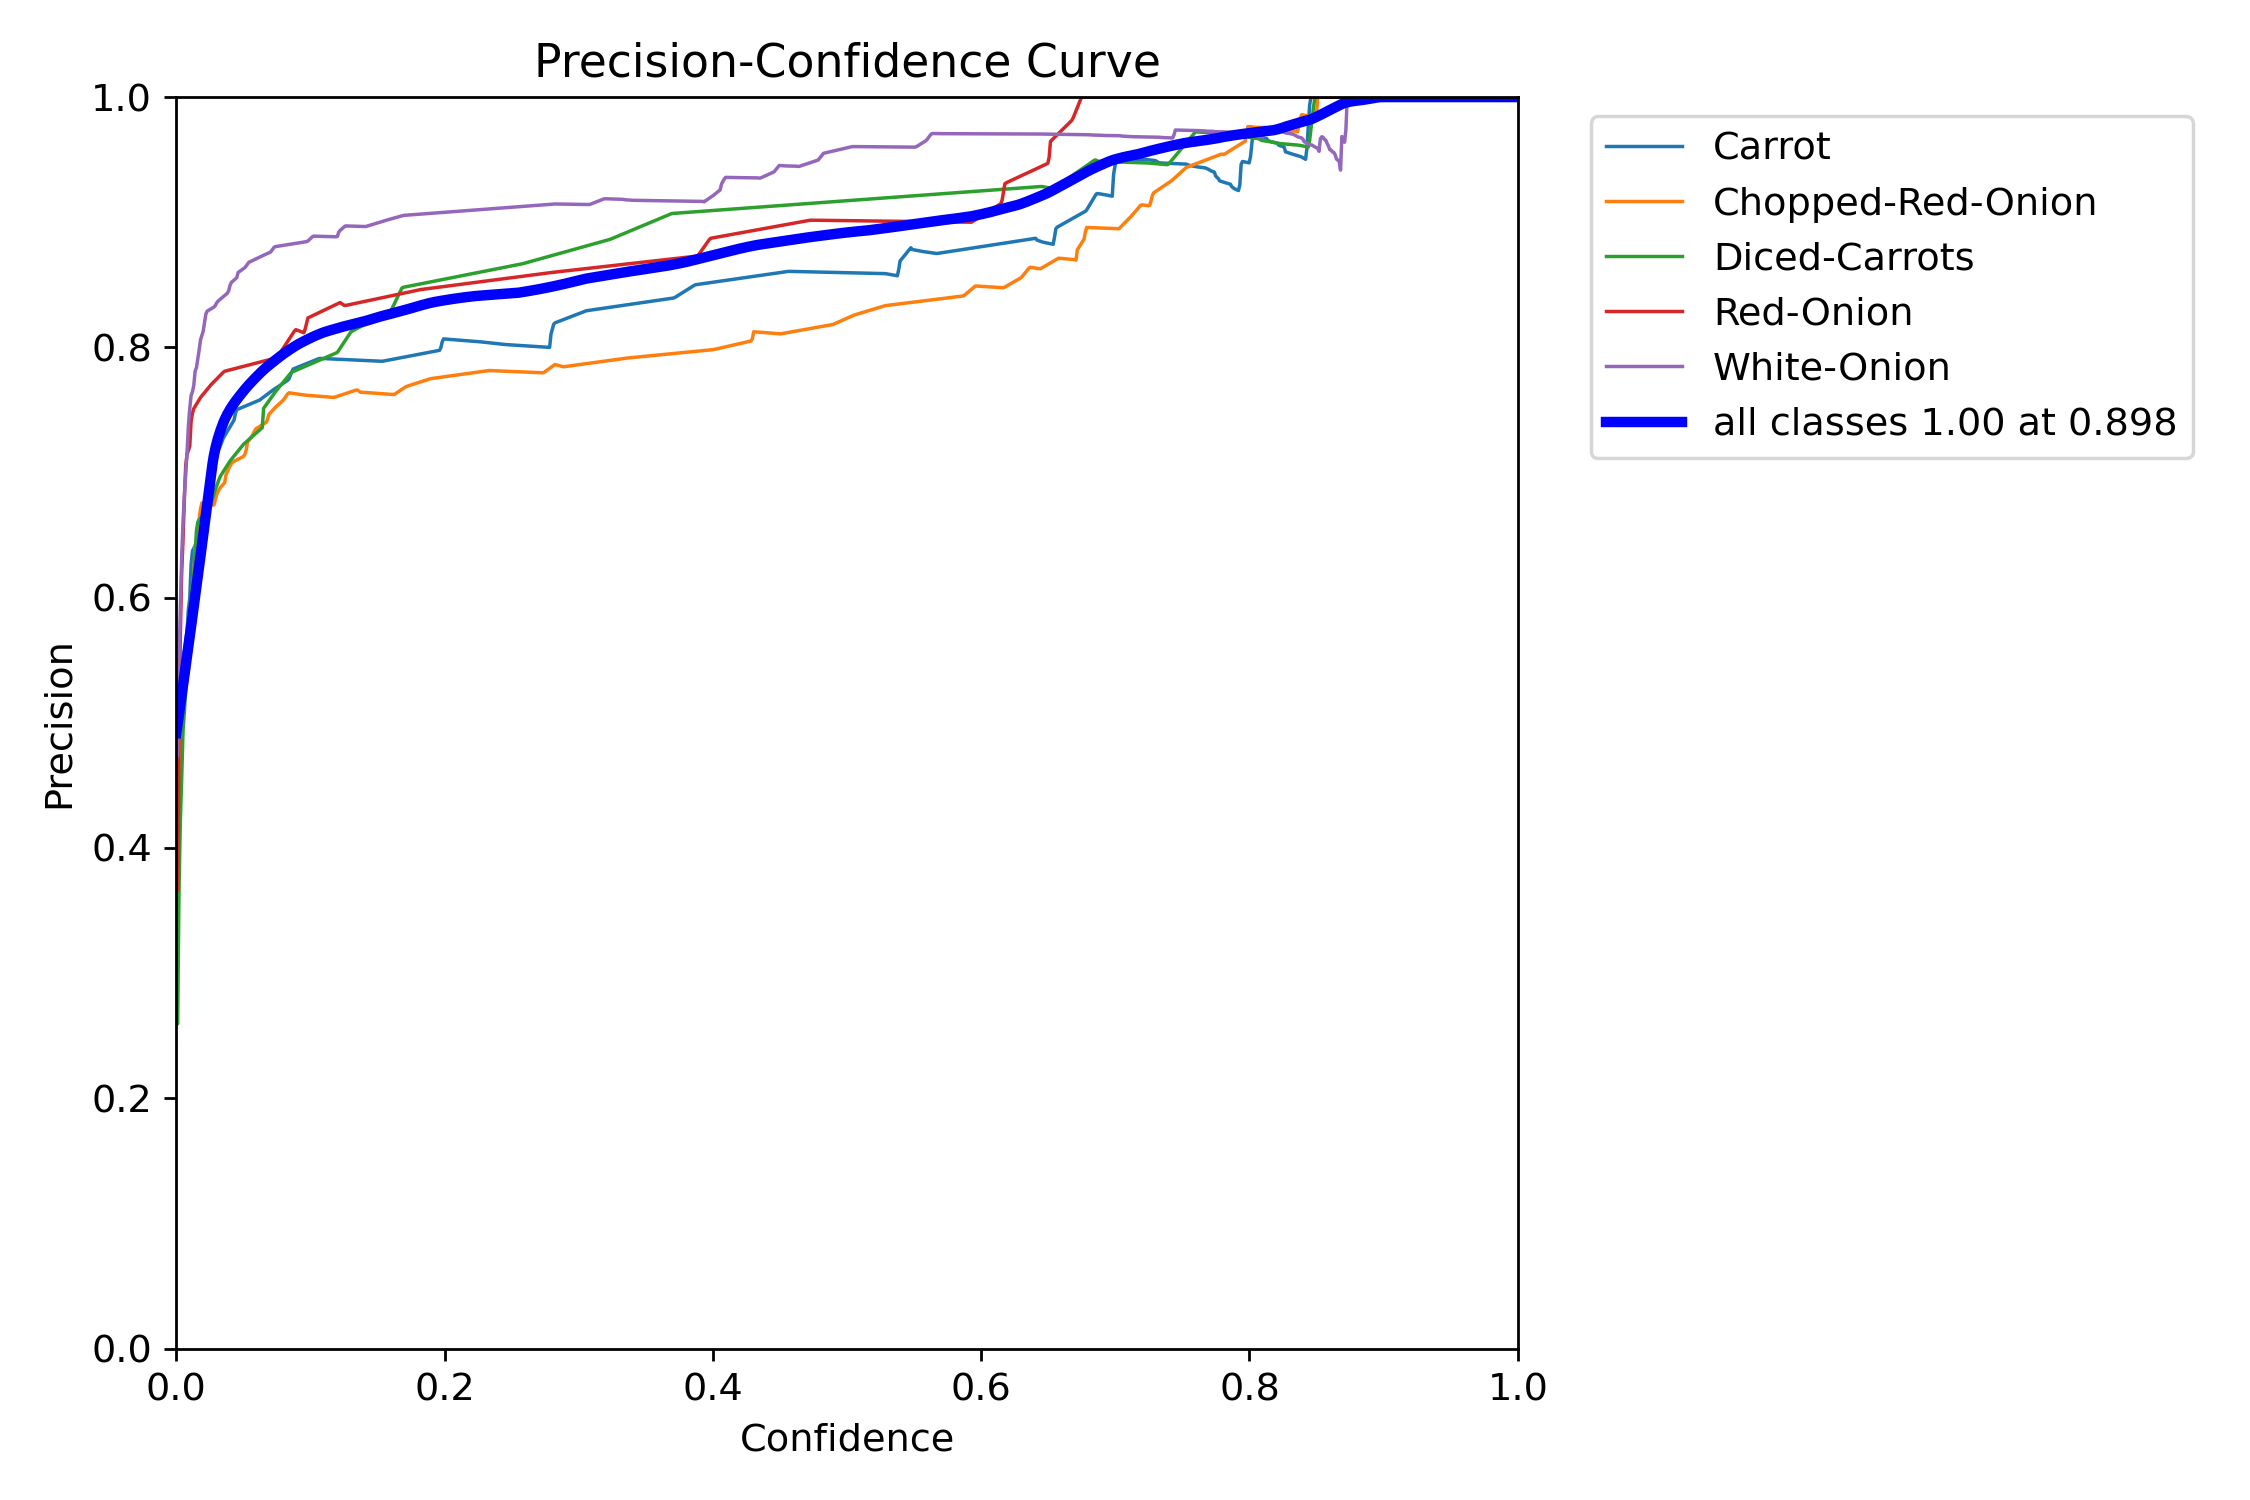 Precision-Confidence Curve
1.0
0.8
0.6
0.4
0.2
0.0
Precision
0.0 0.2 0.4 0.6 0.8 1.0
Confidence
Carrot
Chopped-Red-Onion
Diced-Carrots
Red-Onion
White-Onion
all classes 1.00 at 0.898